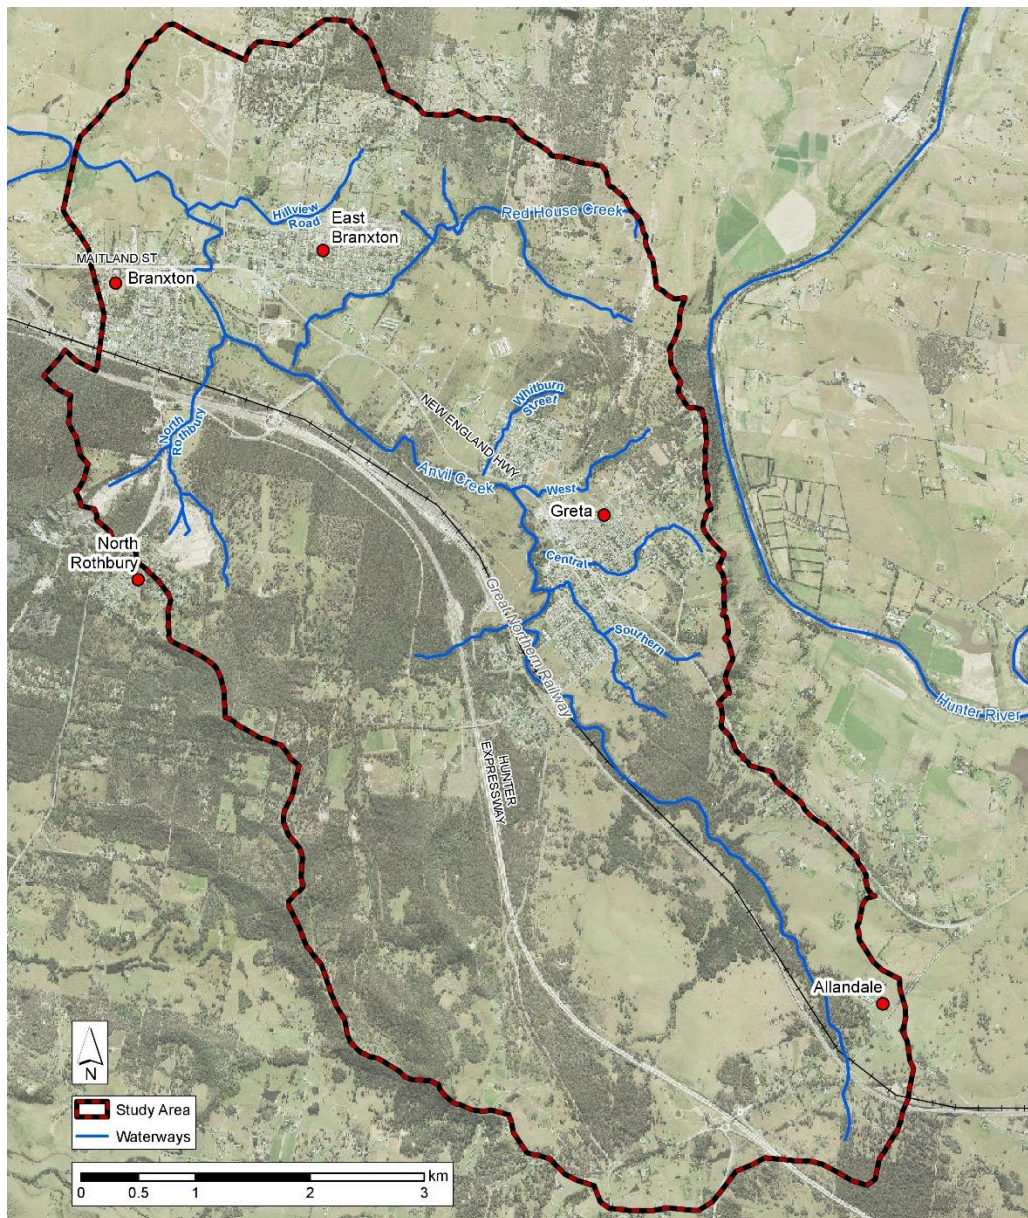 Hillview
Road
East
Branxton
Red House Creek
MAITLAND ST
Branxton
North
Rothbury
NEW ENGLAND HWY
Whitburn
Street
Anvil Creek
West
Greta
North
Rothbury
Central
Great Northern Railway
Southern
Hunter River
HUNTER
EXPRESSWAY
Allandale
N
Study Area
Waterways
km
0 0.5 1 2 3